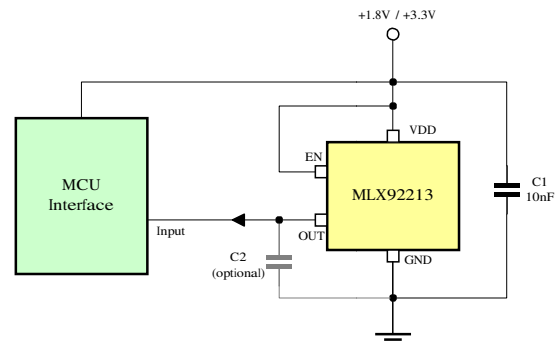 +1.8V / +3.3V
VDD
EN
MCU
Interface
MLX92213
C1
10nF
Input
OUT
C2
(optional)
GND